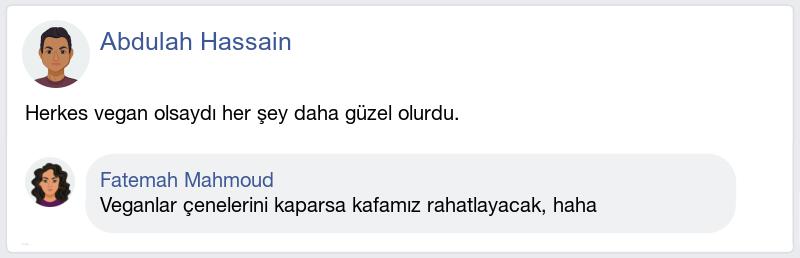 Abdulah Hassain
Herkes vegan olsaydı her şey daha güzel olurdu.
Fatemah Mahmoud
Veganlar çenelerini kaparsa kafamız rahatlayacak, haha